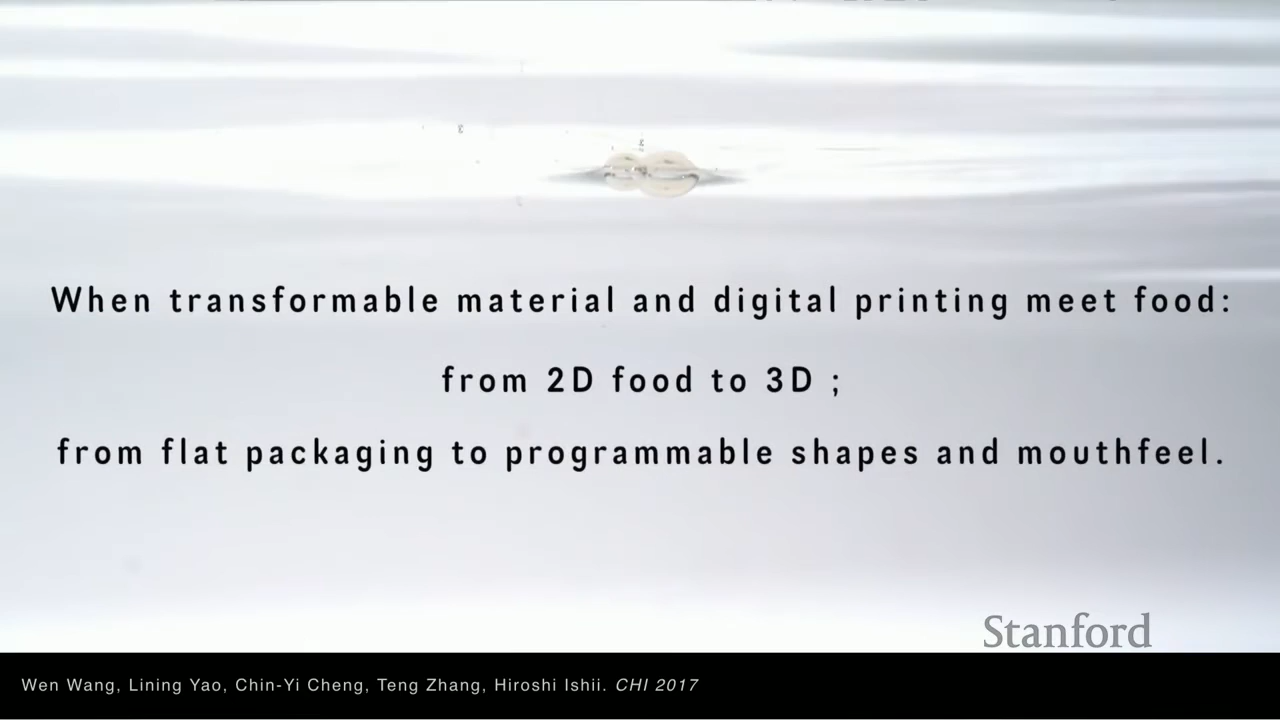 When transformable material and digital printing meet food:
from 2D food to 3D ;
from flat packaging to programmable shapes and mouthfeel.
Stanford
Wen Wang, Lining Yao, Chin-Yi Cheng, Teng Zhang, Hiroshi Ishii. CHI 2017